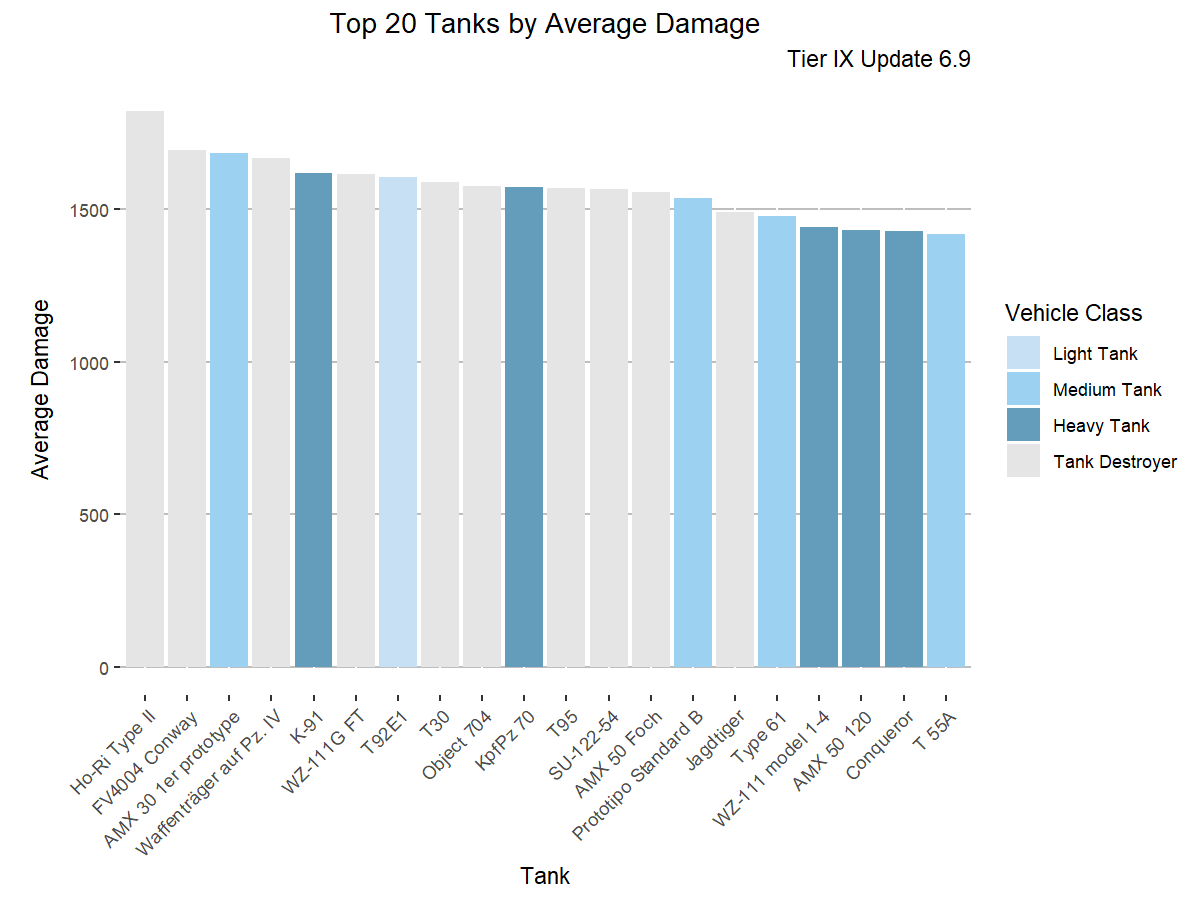 Top 20 Tanks by Average Damage
Tier IX Update 6.9
Average Damage
1500
1000
500
0
Ho-Ri Type II
FV4004 Conway
AMX 30 1er prototype
Waffenträger auf Pz. IV
K-91
WZ-111G FT
T92E1
T30
Object 704
KpfPz 70
T95
SU-122-54
AMX 50 Foch
Prototipo Standard B
Jagdtiger
Type 61
WZ-111 model 1-4
AMX 50 120
Conqueror
T 55A
Tank
Vehicle Class
Light Tank
Medium Tank
Heavy Tank
Tank Destroyer